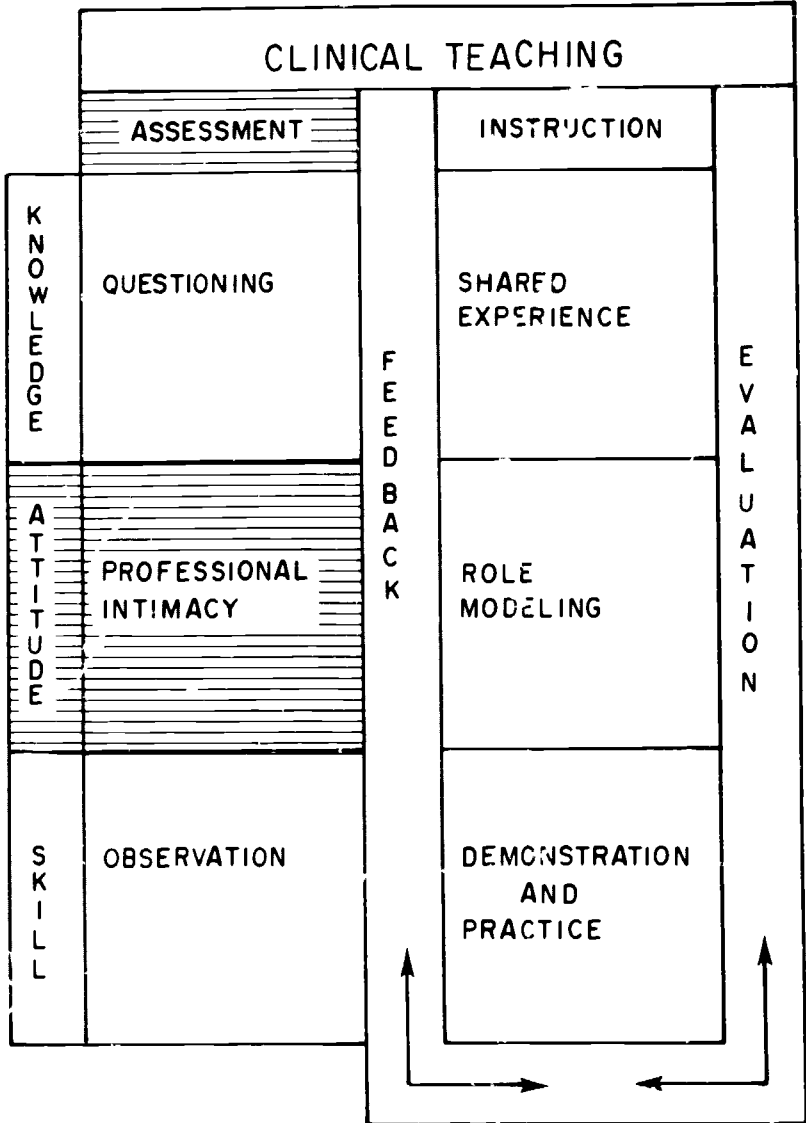 CLINICAL TEACHING
ASSESSMENT
INSTRUCTION
KNOWLEDGE
QUESTIONING
SHARED
EXPERIENCE
FEEDBACK
EVALUATION
ATTITUDE
PROFESSIONAL
INTIMACY
ROLE
MODELING
SKILL
OBSERVATION
DEMONSTRATION
AND
PRACTICE